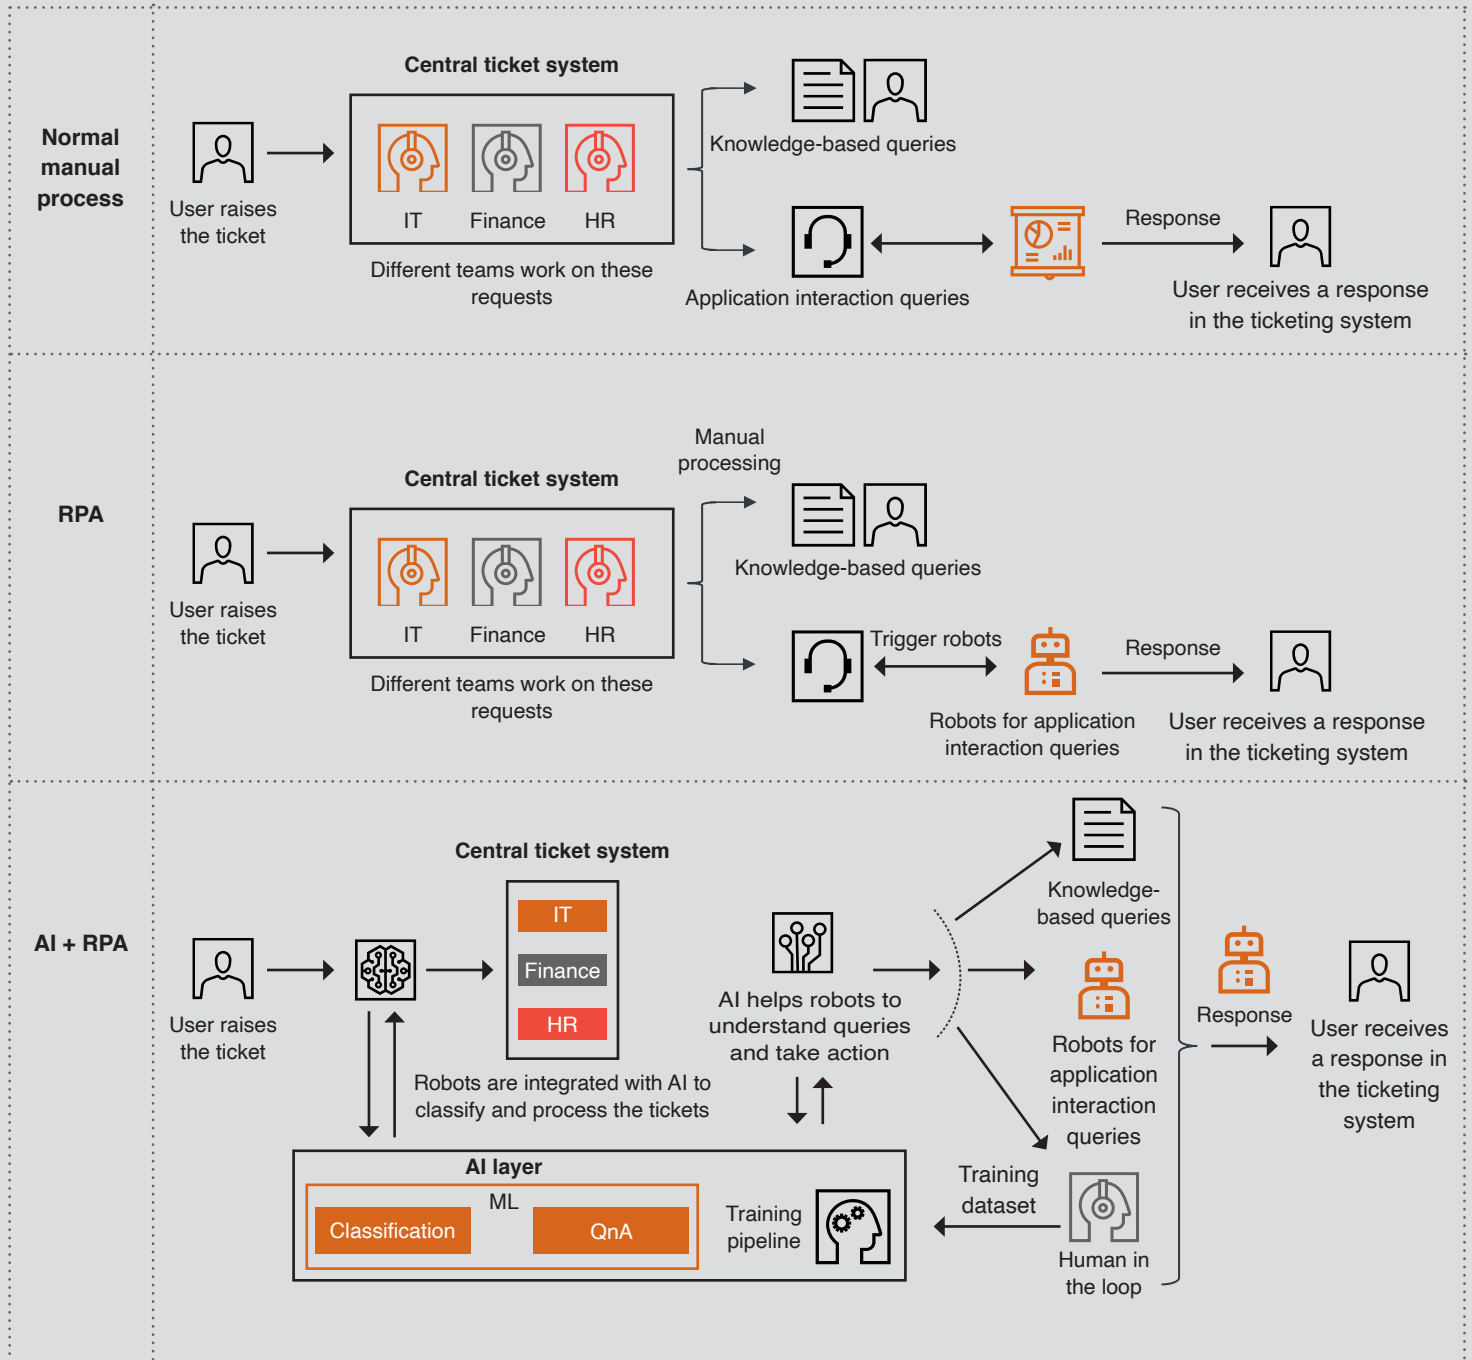 Normal
manual
process
Central ticket system
User raises
the ticket
IT
Finance
HR
Different teams work on these
requests
Knowledge-based queries
Application interaction queries
Response
User receives a response
in the ticketing system
RPA
Central ticket system
User raises
the ticket
IT
Finance
HR
Different teams work on these
requests
Manual
processing
Knowledge-based queries
Trigger robots
Robots for application
interaction queries
Response
User receives a response
in the ticketing system
AI + RPA
User raises
the ticket
Central ticket system
IT
Finance
HR
Robots are integrated with AI to
classify and process the tickets
AI layer
ML
Classification
QnA
Training
pipeline
AI helps robots to
understand queries
and take action
Knowledge-
based queries
Robots for
application
interaction
queries
Training
dataset
Human in
the loop
Response
User receives
a response in
the ticketing
system